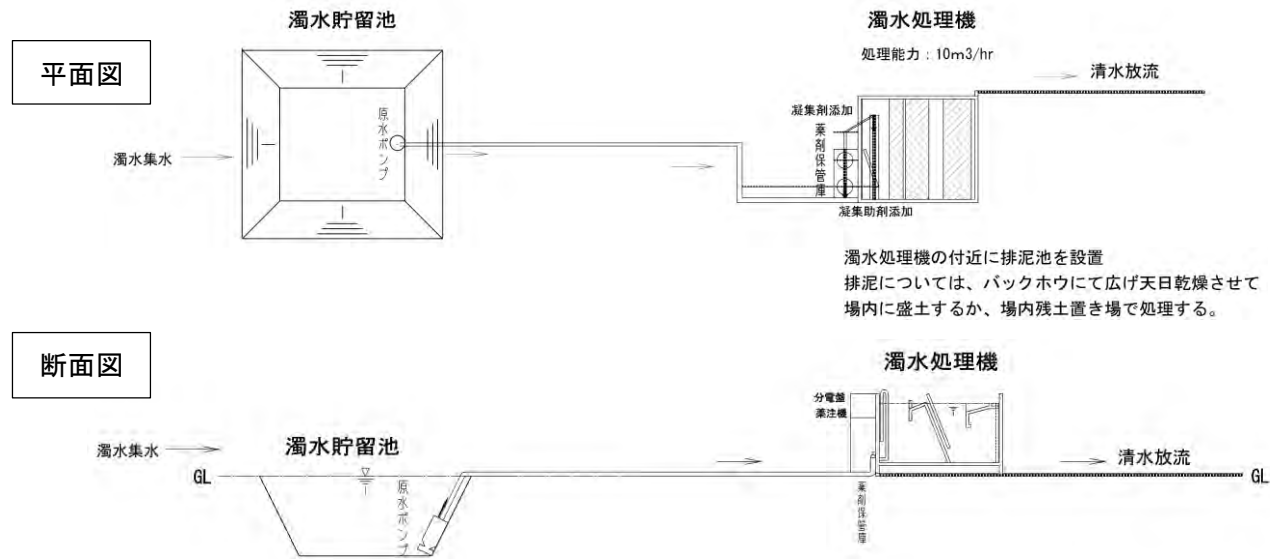 平面図
濁水貯留池
濁水処理機
処理能力：10m3/hr
清水放流
凝集剤添加
薬剤保管庫
原水ポンプ
濁水集水
凝集助剤添加
濁水処理機の付近に排泥池を設置
排泥については、バックホウにて広げ天日乾燥させて
場内に盛土するか、場内残土置き場で処理する。
断面図
濁水処理機
分電盤
薬注機
濁水集水
濁水貯留池
清水放流
GL
GL
原水ポンプ
薬剤保管庫